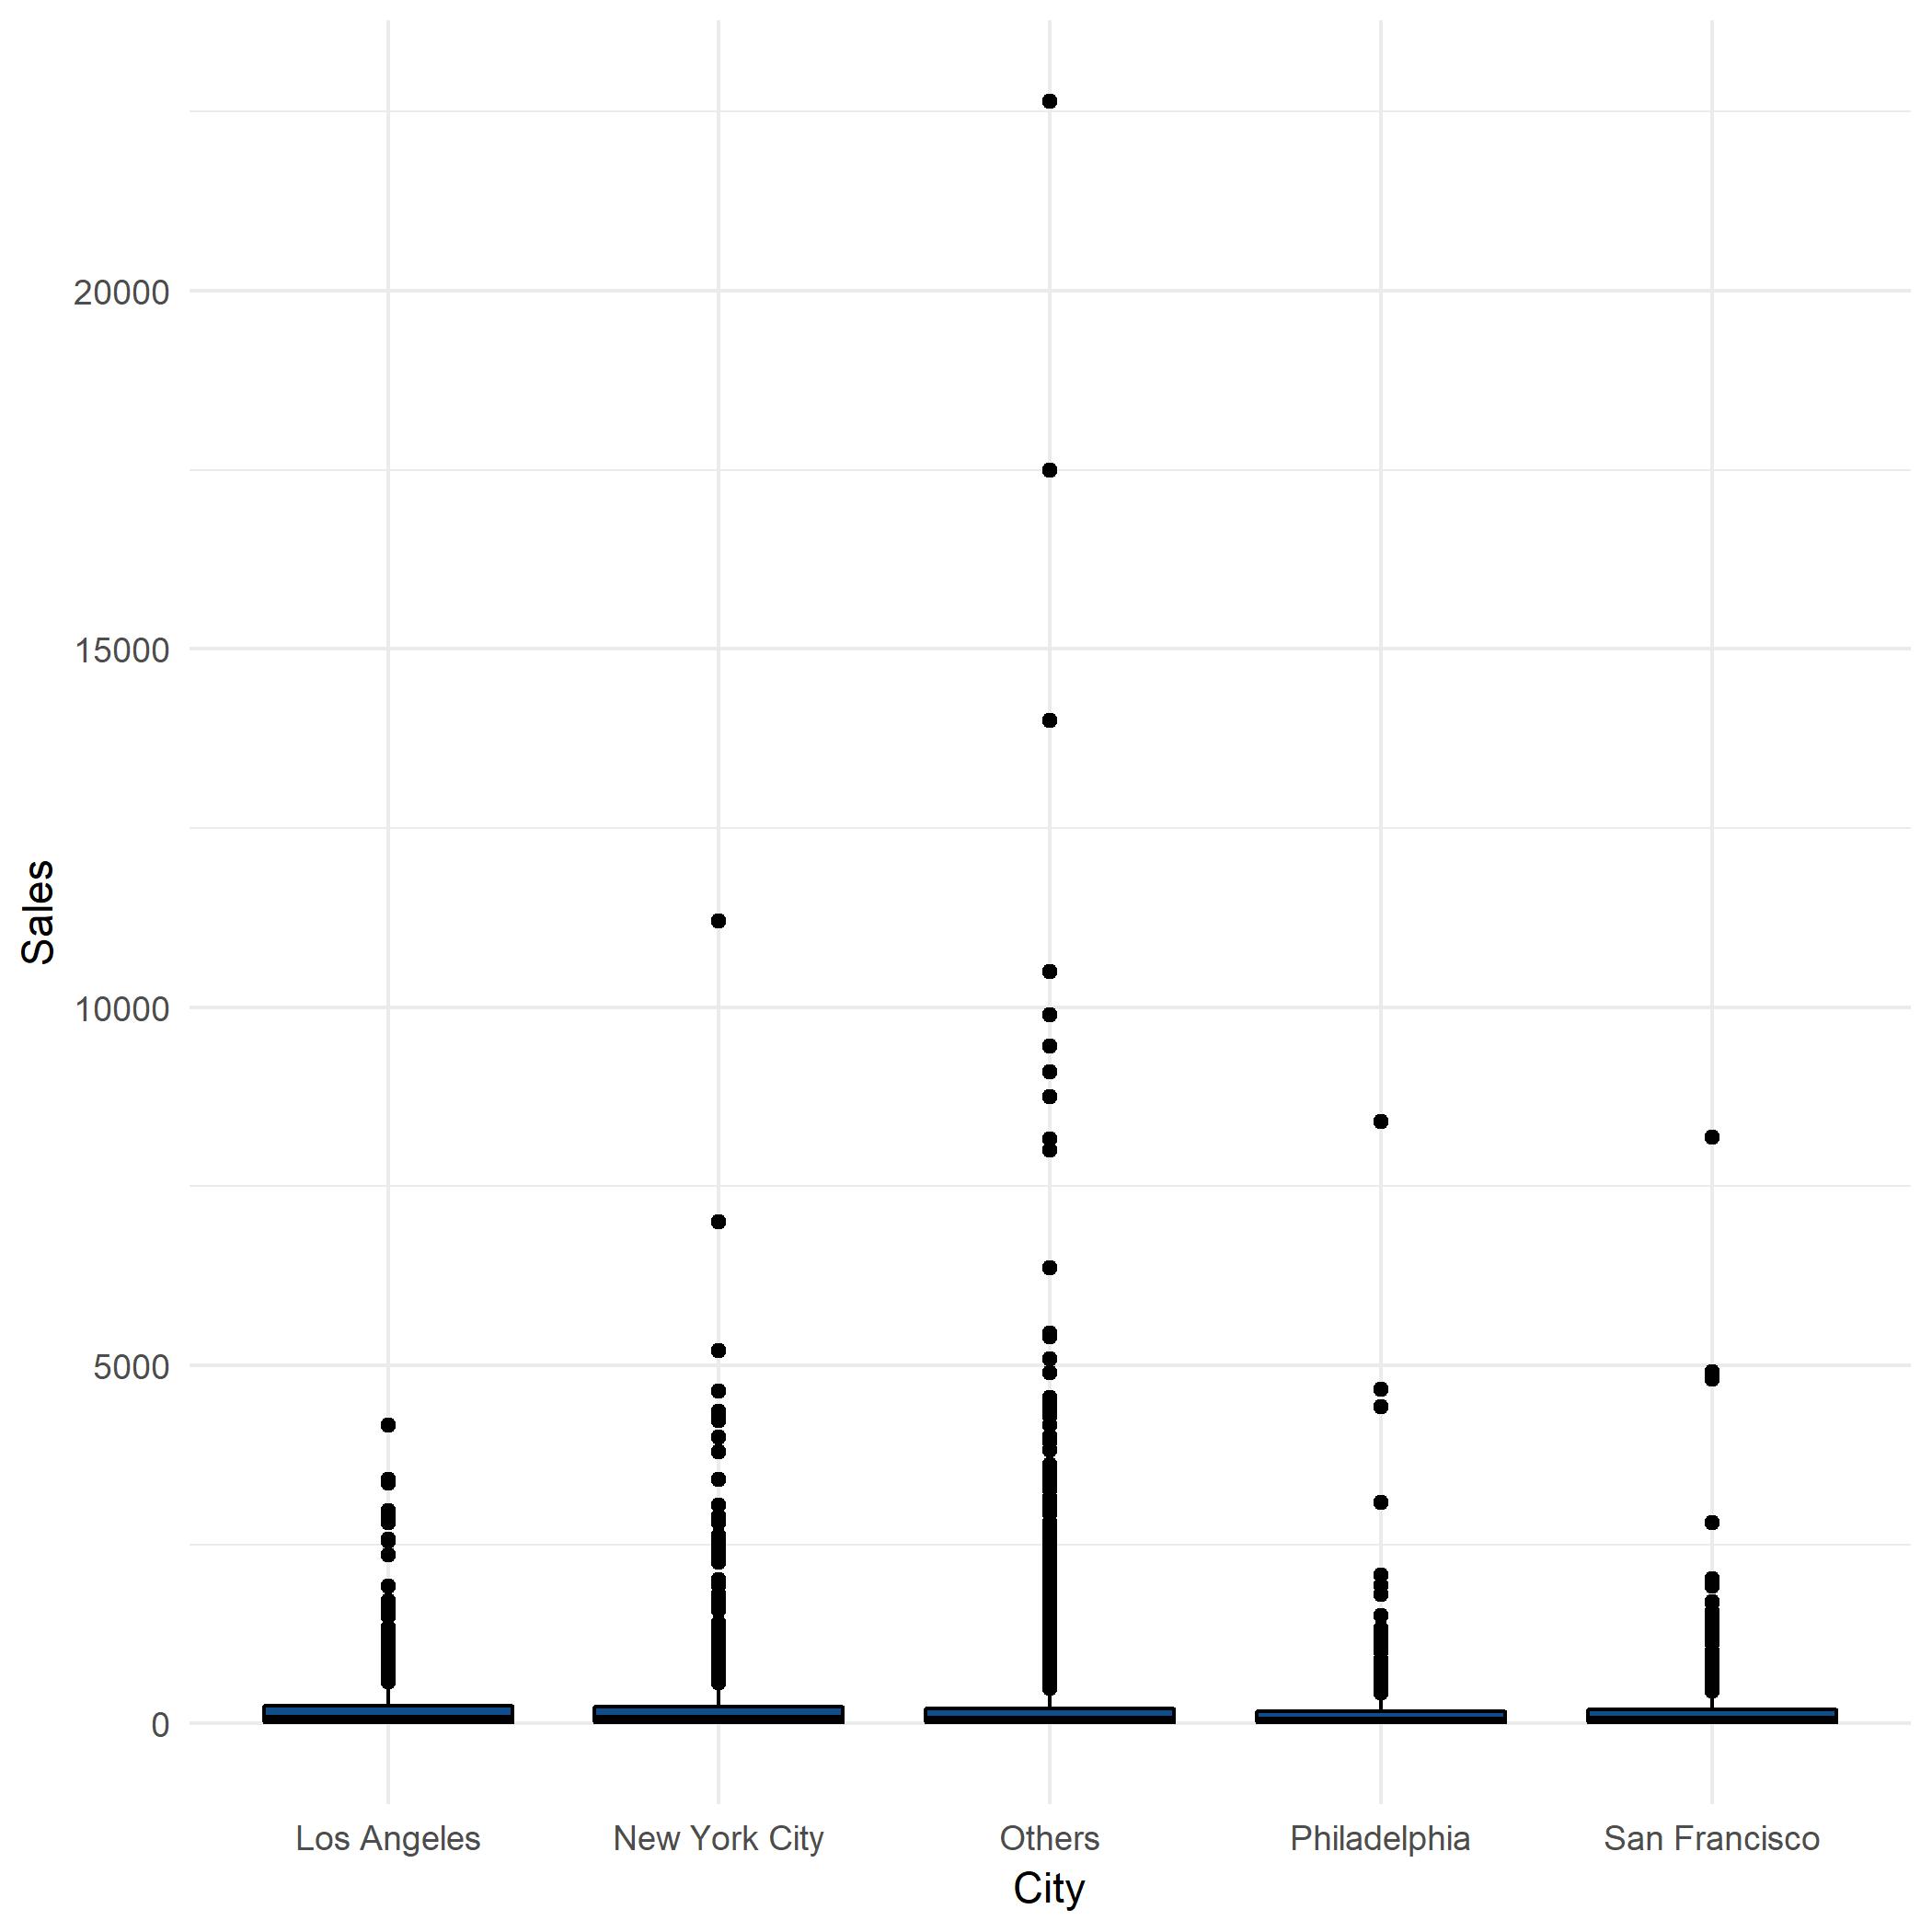 20000
15000
10000
5000
0
Sales
Los Angeles
New York City
Others
Philadelphia
San Francisco
City